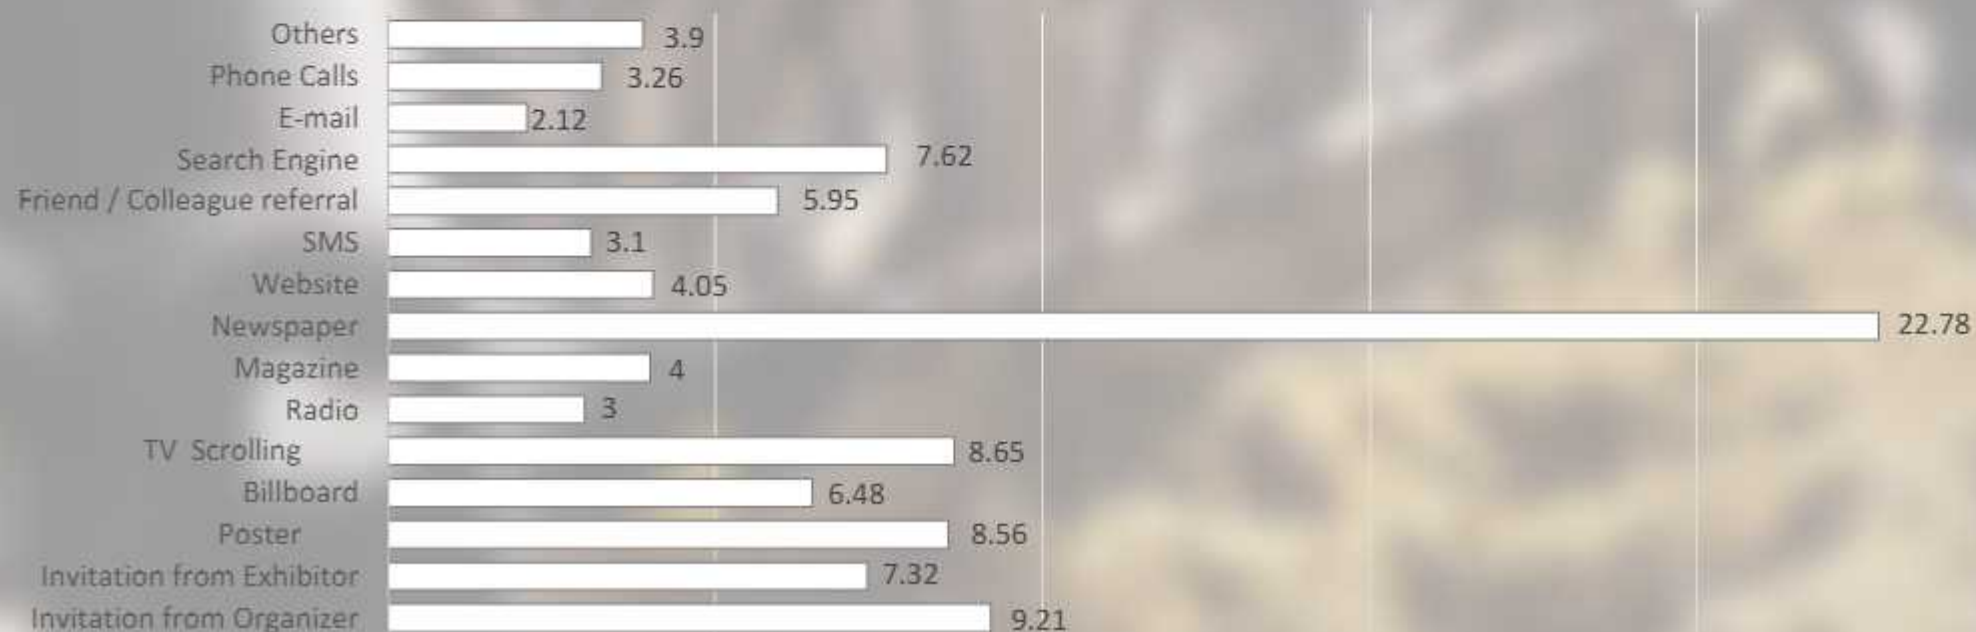 Others 3.9
Phone Calls 3.26
E-mail 2.12
Search Engine 7.62
Friend / Colleague referral 5.95
SMS 3.1
Website 4.05
Newspaper 22.78
Magazine 4
Radio 3
TV Scrolling 8.65
Billboard 6.48
Poster 8.56
Invitation from Exhibitor 7.32
Invitation from Organizer 9.21